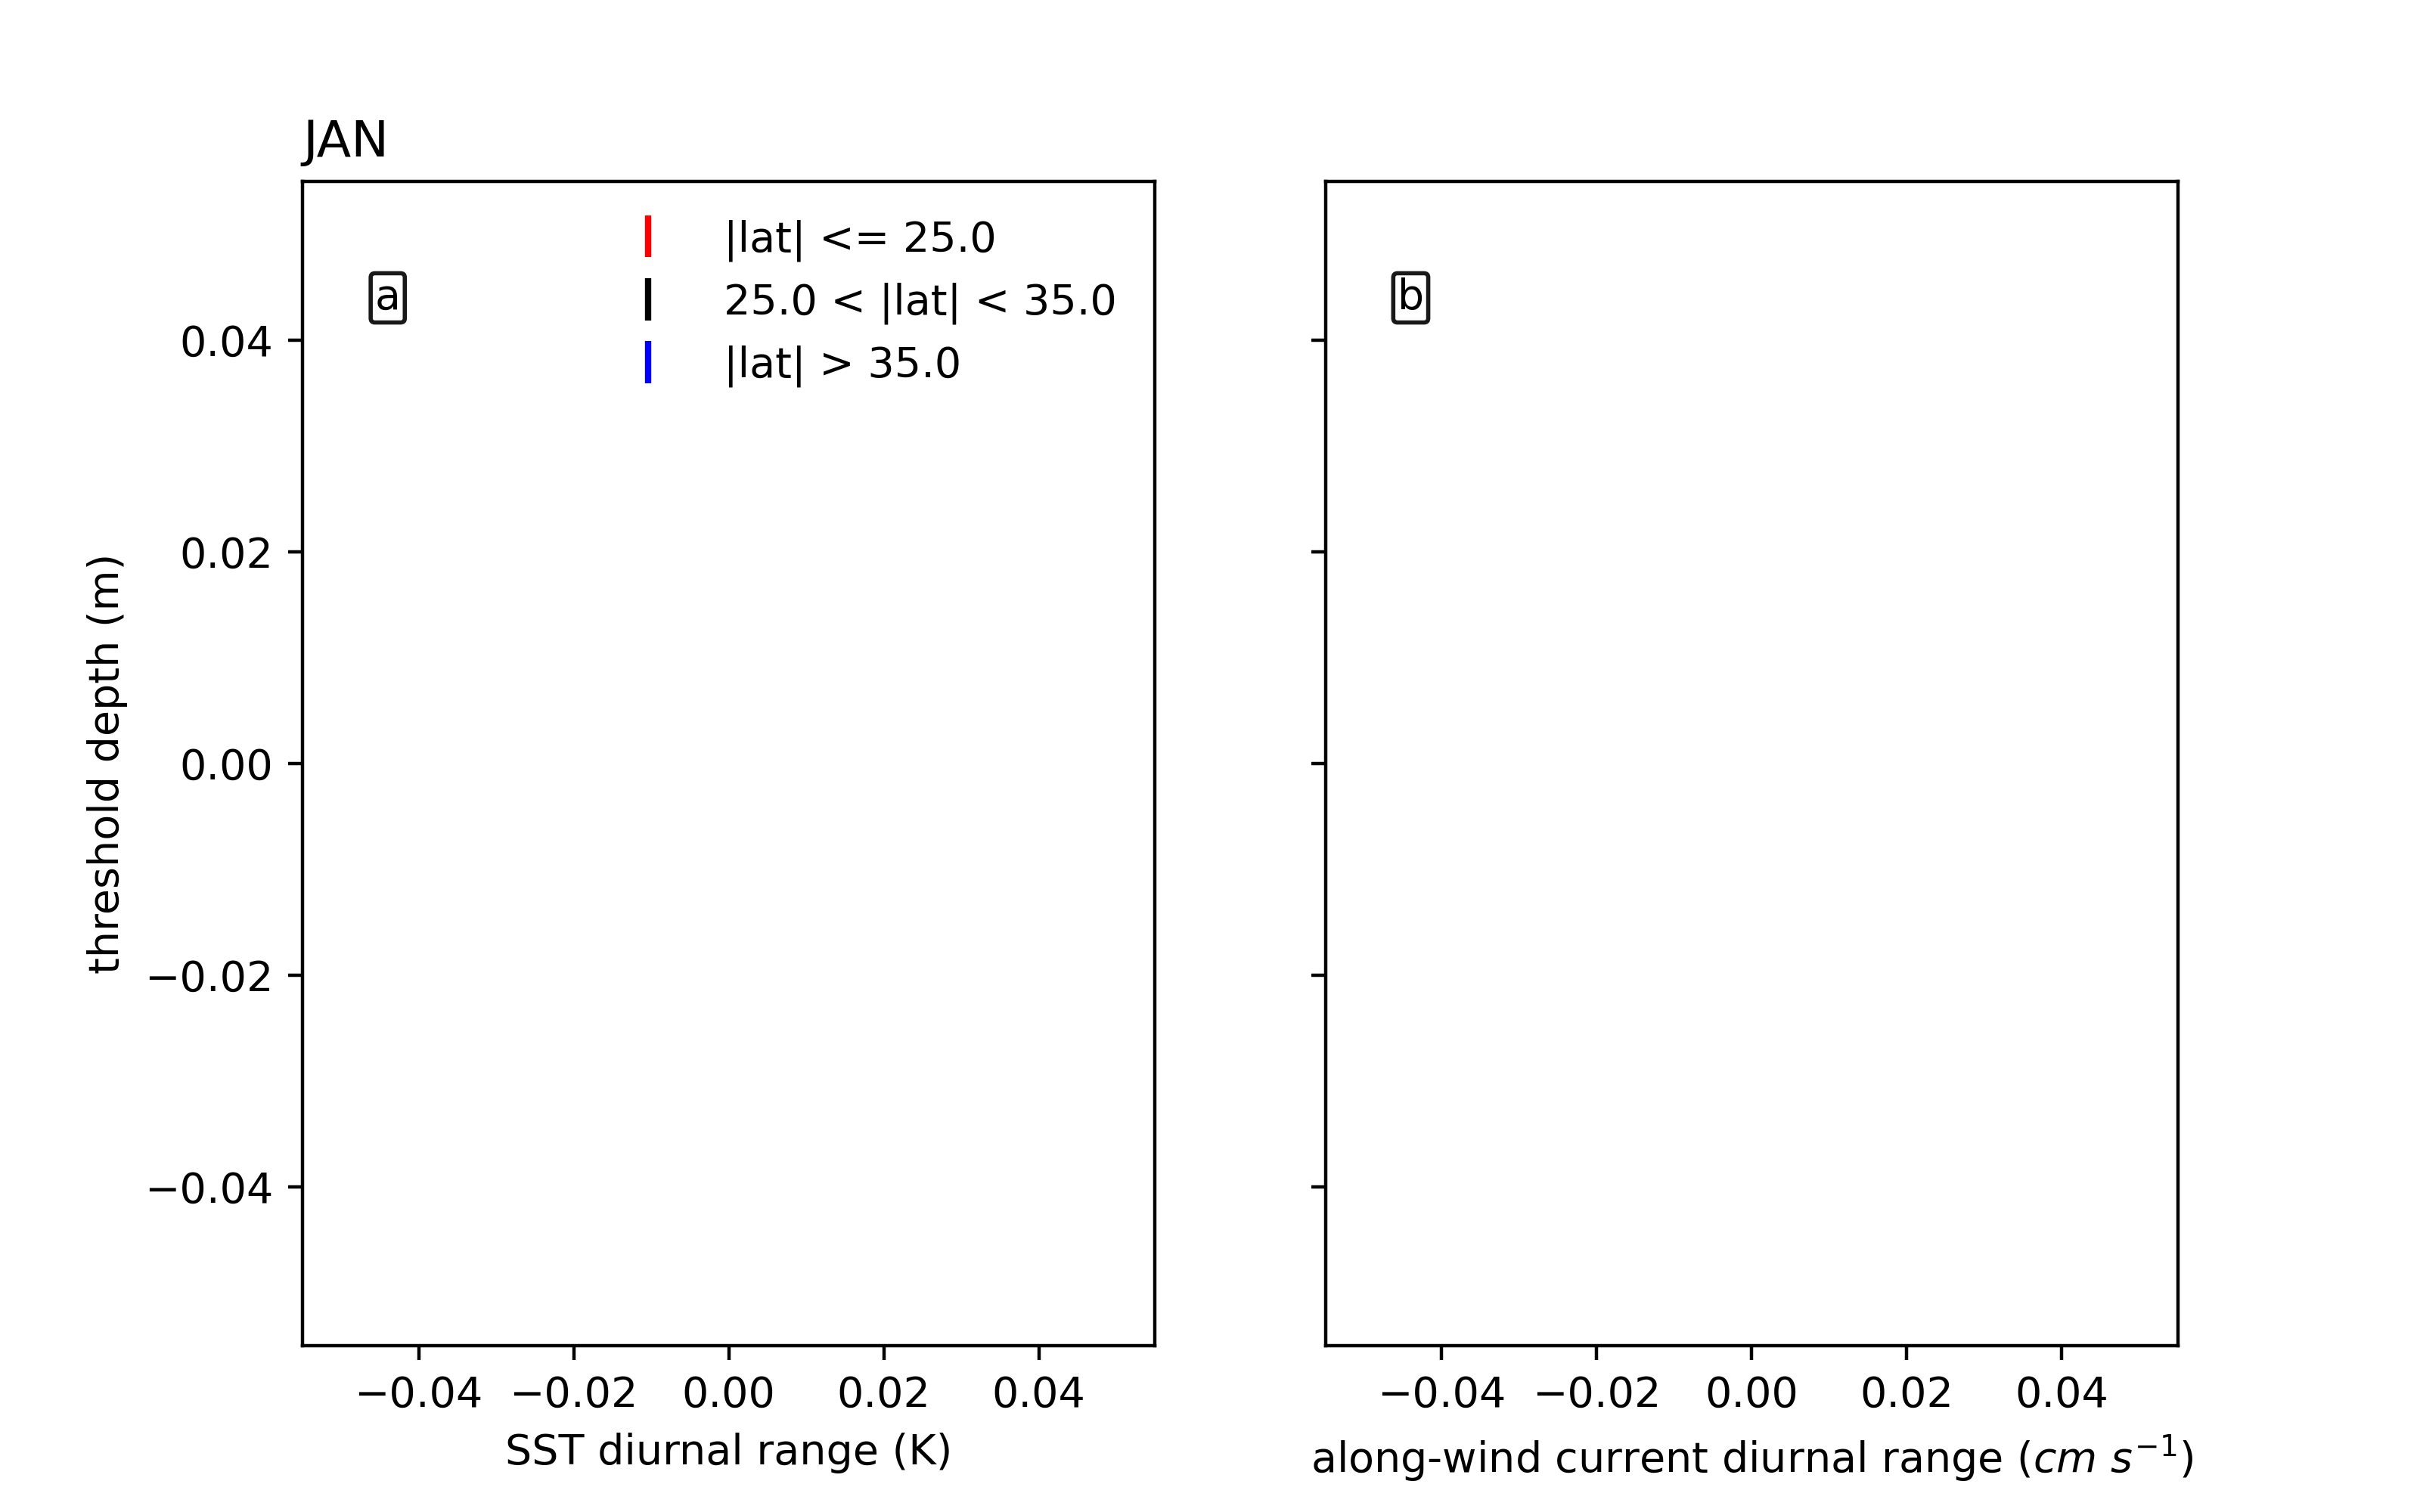 JAN
a
|lat| <= 25.0
25.0 < |lat| < 35.0
|lat| > 35.0
b
threshold depth (m)
0.04
0.02
0.00
−0.02
−0.04
−0.04 −0.02 0.00 0.02 0.04
SST diurnal range (K)
−0.04 −0.02 0.00 0.02 0.04
along-wind current diurnal range (cm s⁻¹)